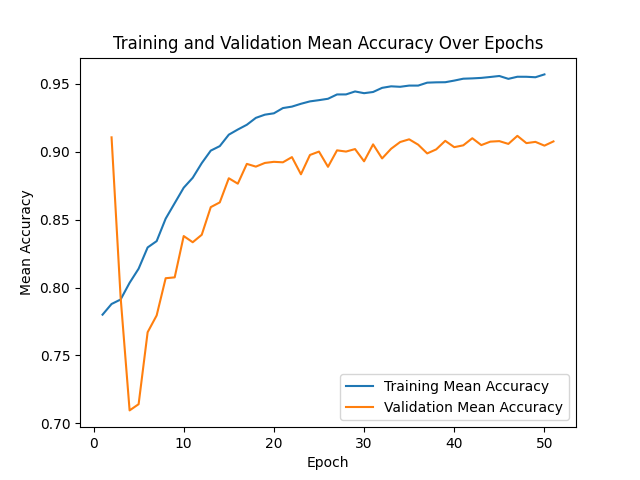 Training and Validation Mean Accuracy Over Epochs
0.95
0.90
0.85
0.80
0.75
0.70
Mean Accuracy
0 10 20 30 40 50
Epoch
Training Mean Accuracy
Validation Mean Accuracy